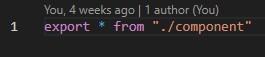 You, 4 weeks ago | 1 author (You)
1 export * from "./component"